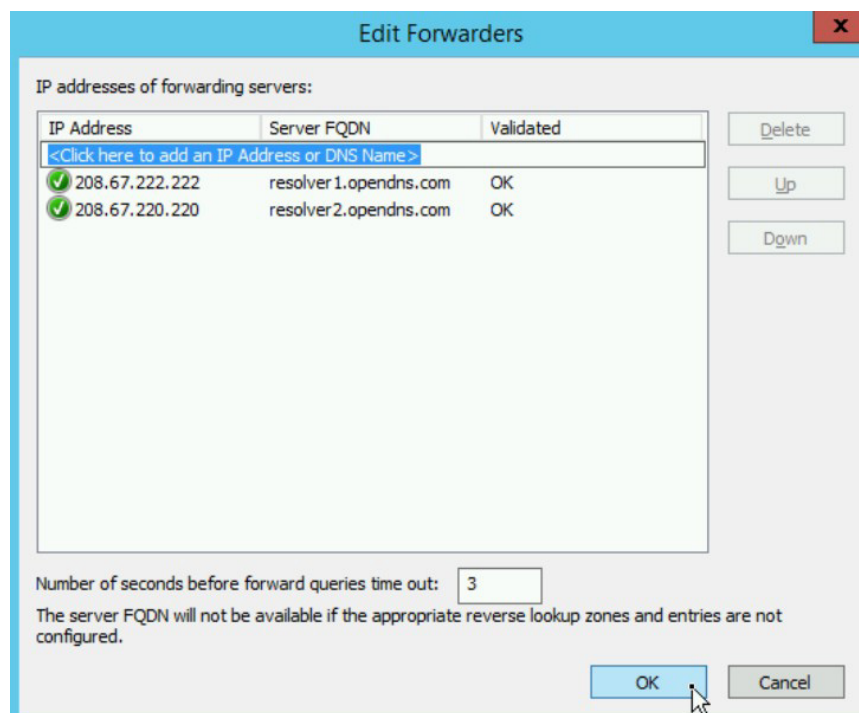 Edit Forwarders
x
IP addresses of forwarding servers:
IP Address Server FQDN Validated
<Click here to add an IP Address or DNS Name>
208.67.222.222 resolver1.opendns.com OK
208.67.220.220 resolver2.opendns.com OK
Delete
Up
Down
Number of seconds before forward queries time out: 3
The server FQDN will not be available if the appropriate reverse lookup zones and entries are not
configured.
OK Cancel